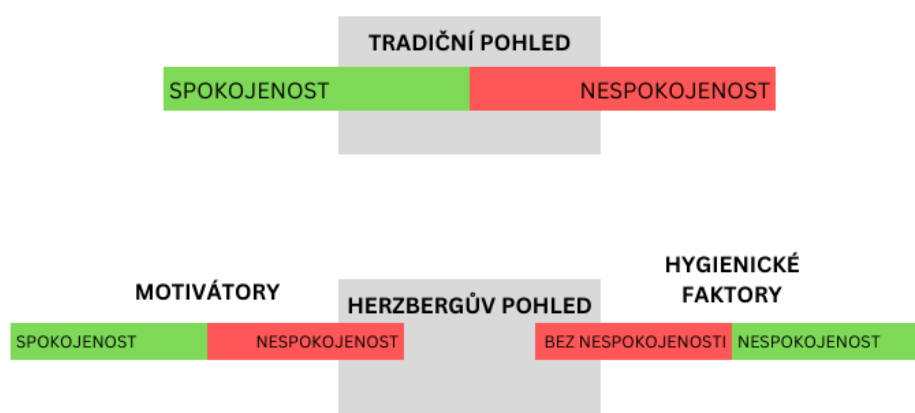 TRADIČNÍ POHLED
SPOKOJENOST NESPOKOJENOST
MOTIVÁTORY
HYGIENICKÉ
FAKTORY
HERZBERGŮV POHLED
SPOKOJENOST NESPOKOJENOST BEZ NESPOKOJENOSTI NESPOKOJENOST